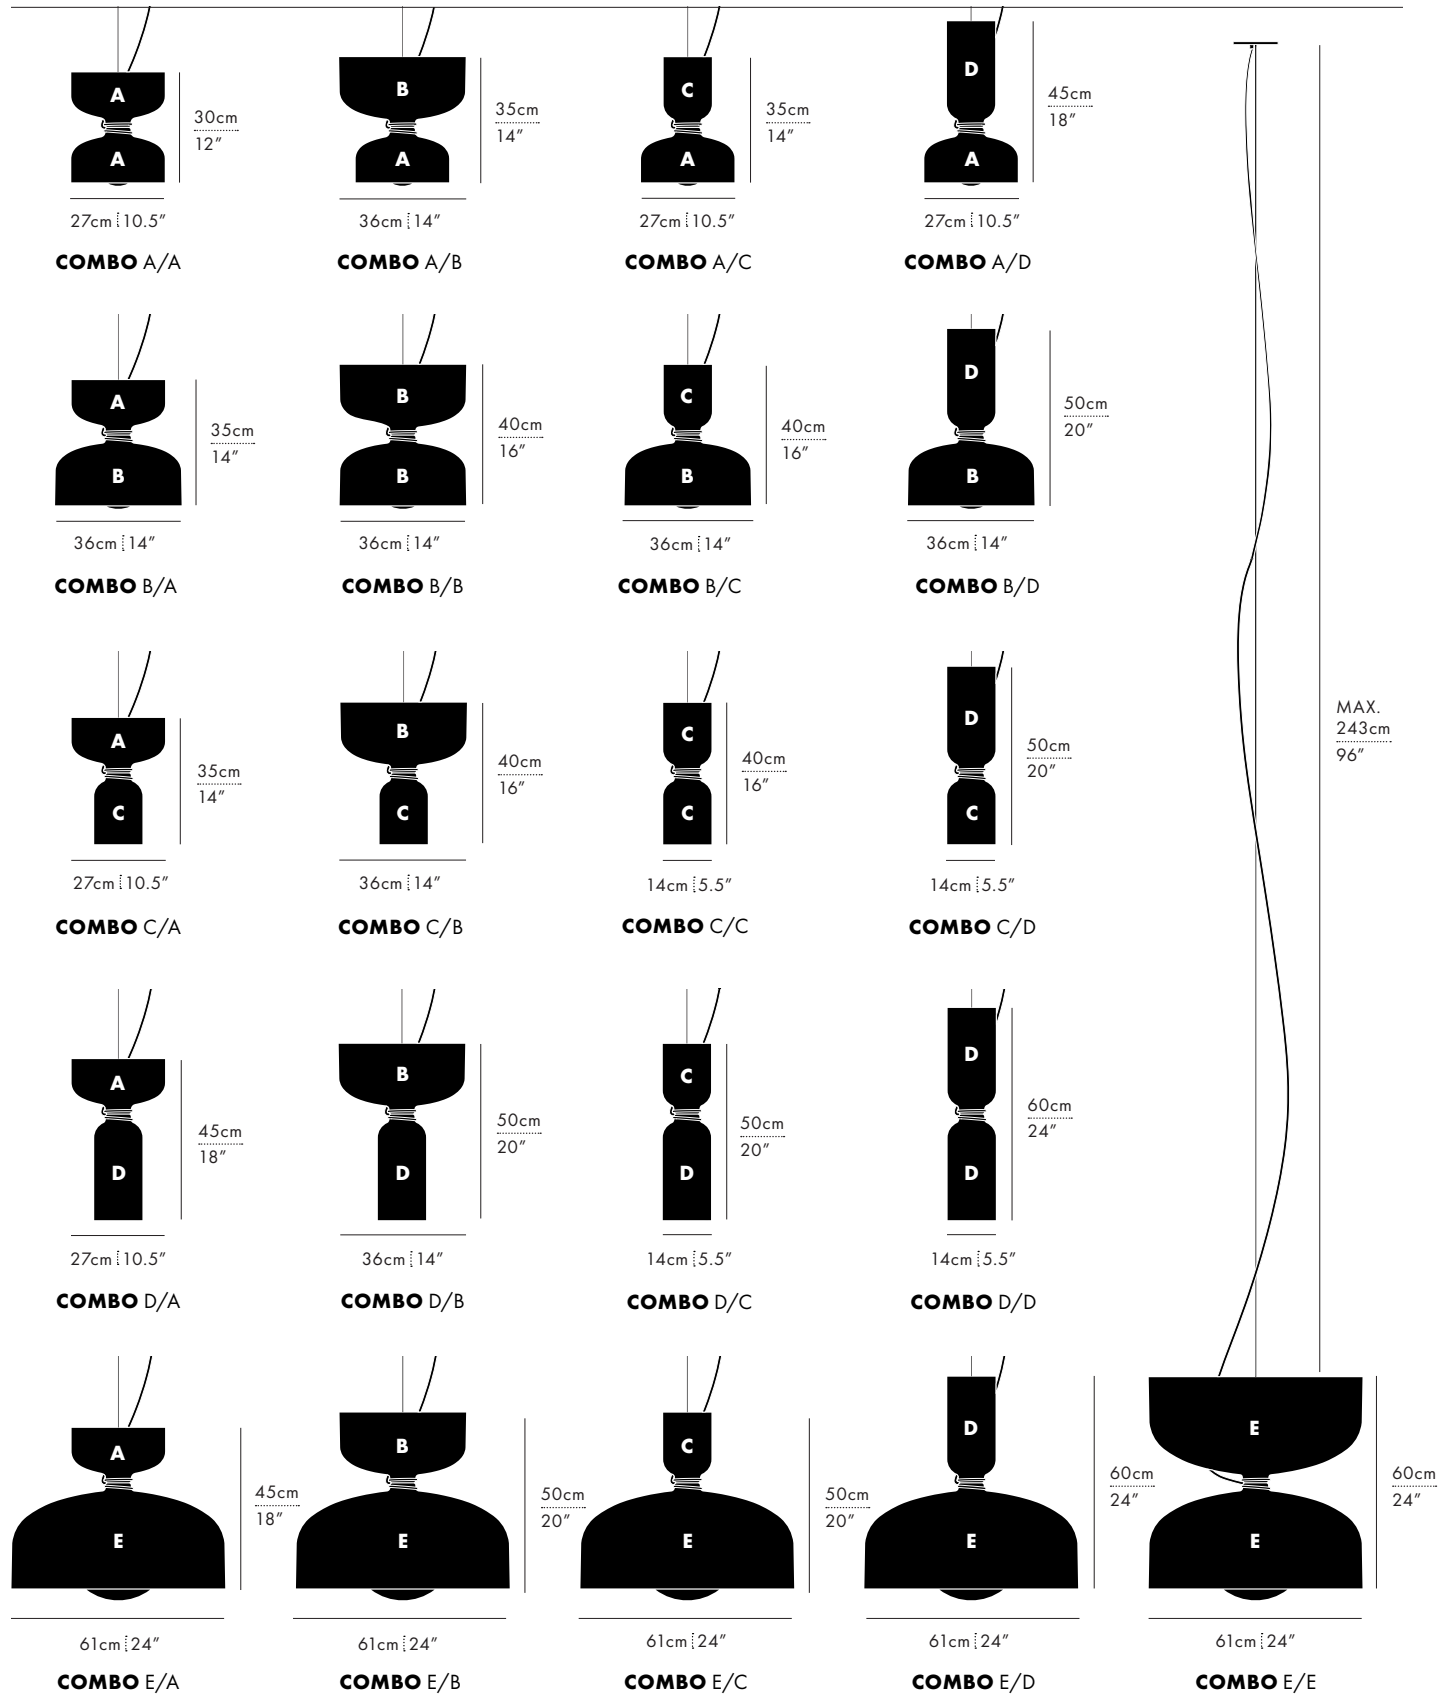 A
A
30cm
12″
27cm 10.5″
COMBO A/A
B
A
35cm
14″
36cm 14″
COMBO A/B
C
A
35cm
14″
27cm 10.5″
COMBO A/C
D
A
45cm
18″
27cm 10.5″
COMBO A/D
A
B
35cm
14″
36cm 14″
COMBO B/A
B
B
40cm
16″
36cm 14″
COMBO B/B
C
B
40cm
16″
36cm 14″
COMBO B/C
D
B
50cm
20″
36cm 14″
COMBO B/D
A
C
35cm
14″
27cm 10.5″
COMBO C/A
B
C
40cm
16″
36cm 14″
COMBO C/B
C
C
40cm
16″
14cm 5.5″
COMBO C/C
D
C
50cm
20″
14cm 5.5″
COMBO C/D
MAX.
243cm
96″
A
D
45cm
18″
27cm 10.5″
COMBO D/A
B
D
50cm
20″
36cm 14″
COMBO D/B
C
D
50cm
20″
14cm 5.5″
COMBO D/C
D
D
60cm
24″
14cm 5.5″
COMBO D/D
A
E
45cm
18″
61cm 24″
COMBO E/A
B
E
50cm
20″
61cm 24″
COMBO E/B
C
E
50cm
20″
61cm 24″
COMBO E/C
D
E
60cm
24″
61cm 24″
COMBO E/D
E
E
60cm
24″
61cm 24″
COMBO E/E